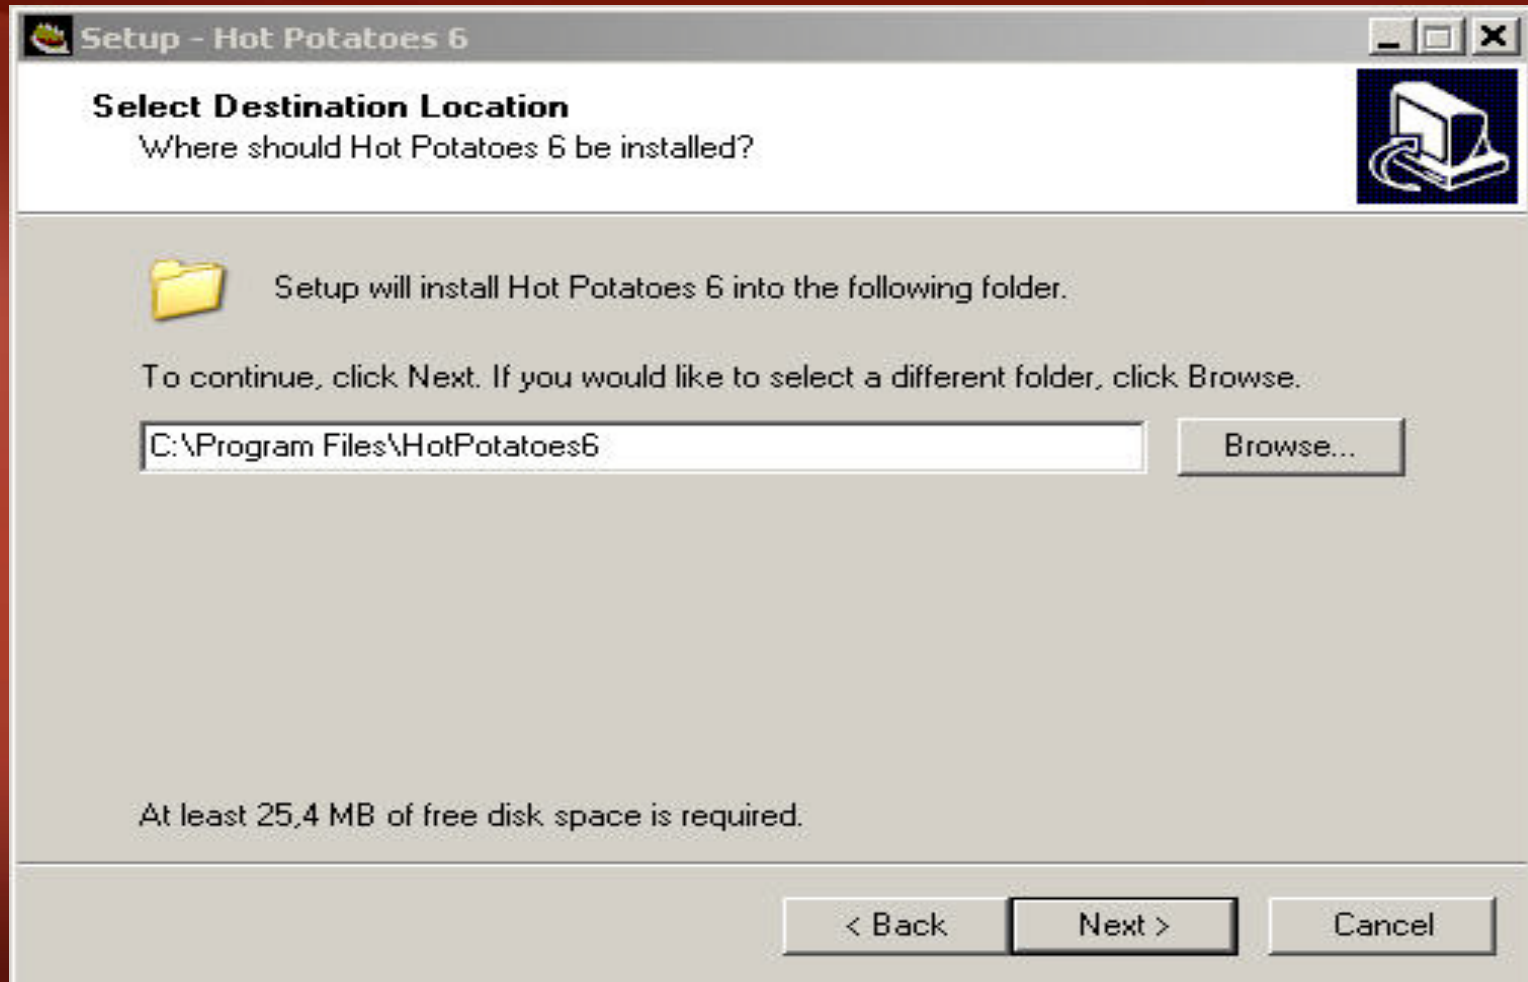 Setup - Hot Potatoes 6
Select Destination Location
Where should Hot Potatoes 6 be installed?
Setup will install Hot Potatoes 6 into the following folder.
To continue, click Next. If you would like to select a different folder, click Browse.
C:\Program Files\HotPotatoes6
Browse...
At least 25,4 MB of free disk space is required.
< Back
Next >
Cancel